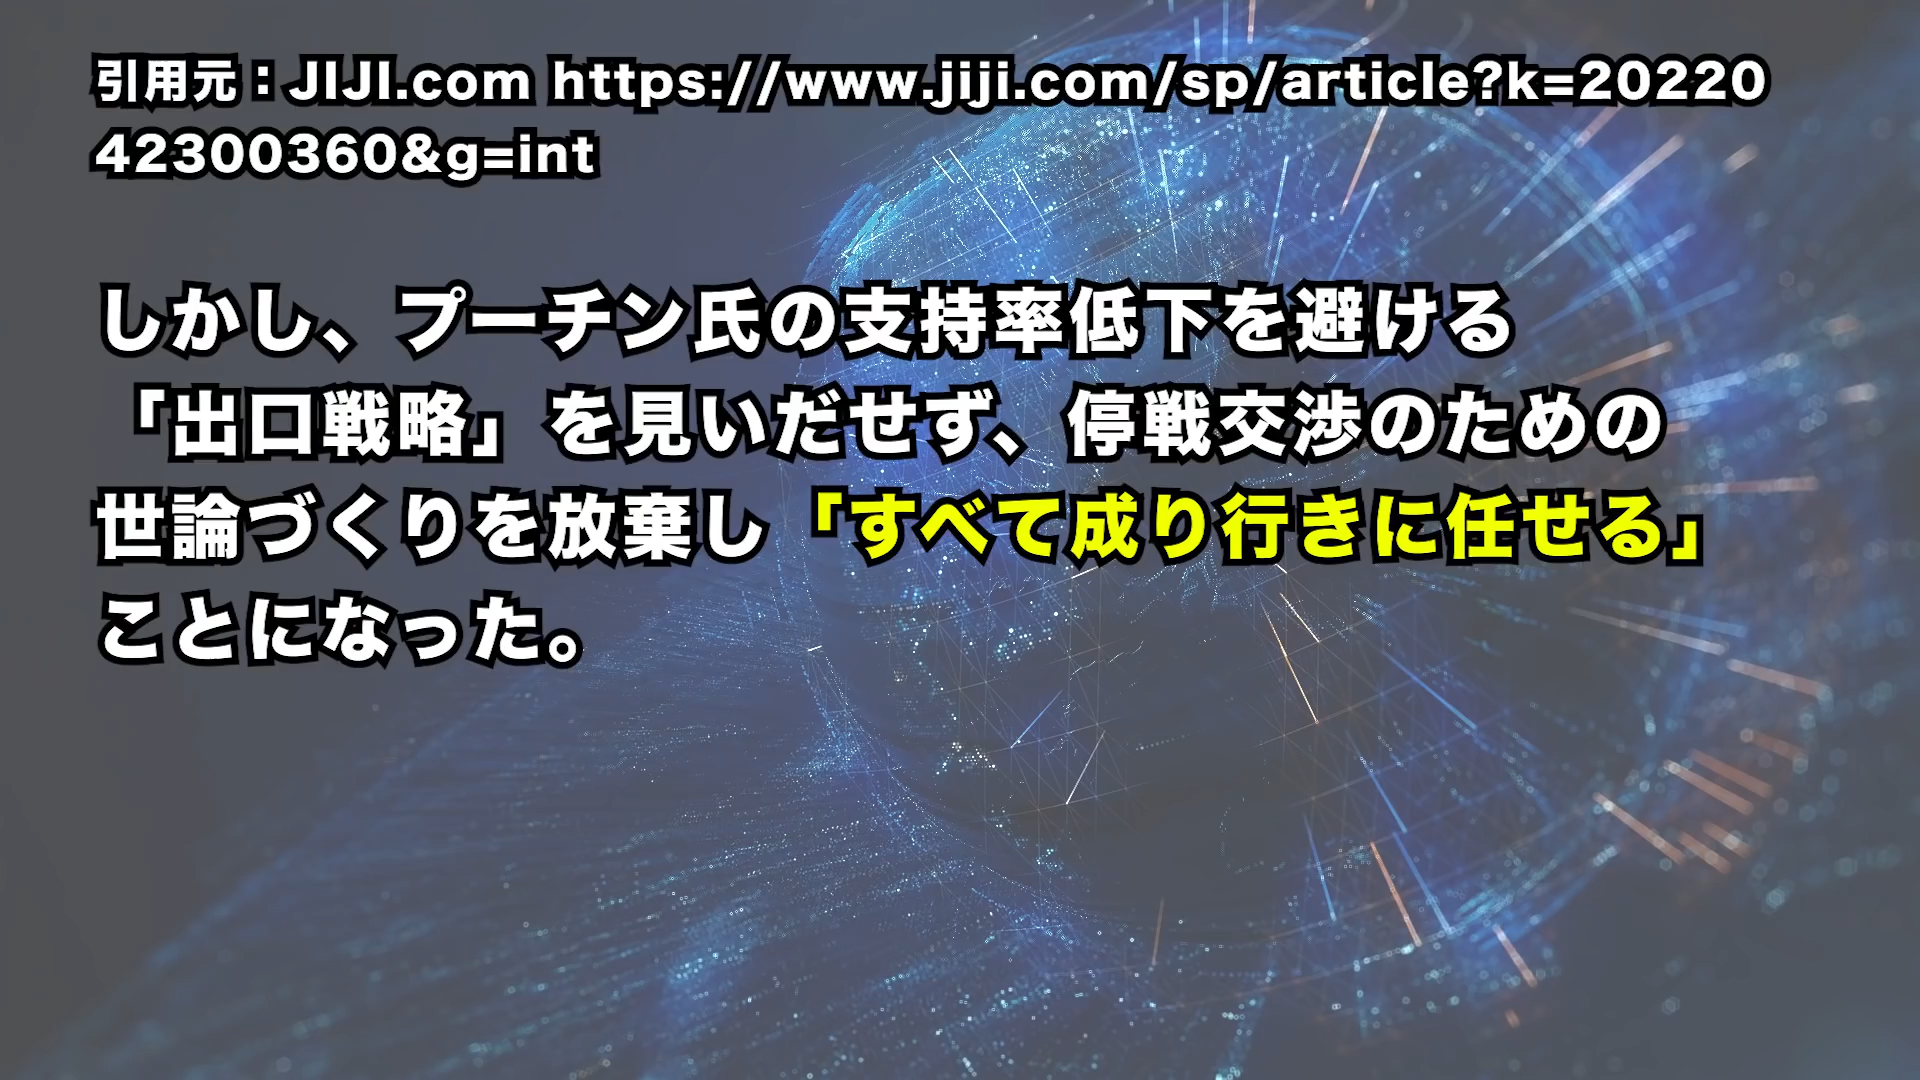 引用元：JIJI.com https://www.jiji.com/sp/article?k=20220
42300360&g=int
しかし、プーチン氏の支持率低下を避ける
「出口戦略」を見いだせず、停戦交渉のための
世論づくりを放棄し「すべて成り行きに任せる」
ことになった。